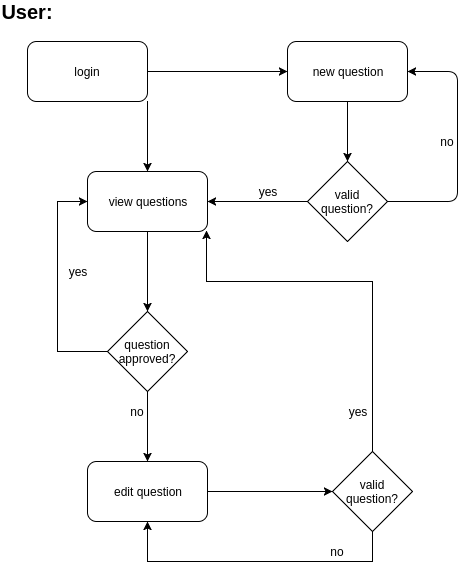 User:
login
new question
no
valid
question?
yes
view questions
yes
question
approved?
no
yes
edit question
valid
question?
no